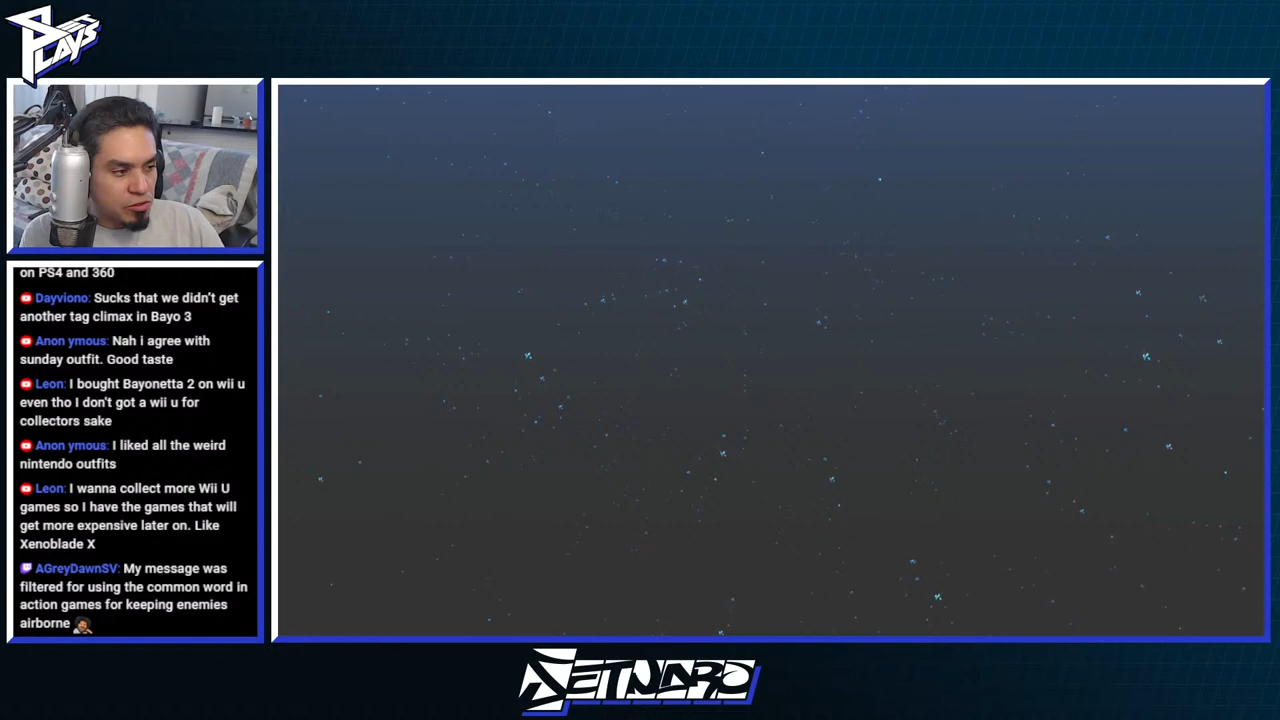 SET
PLAYS
on PS4 and 360
Dayviono: Sucks that we didn't get
another tag climax in Bayo 3
Anon ymous: Nah i agree with
sunday outfit. Good taste
Leon: I bought Bayonetta 2 on wii u
even tho I don't got a wii u for
collectors sake
Anon ymous: I liked all the weird
nintendo outfits
Leon: I wanna collect more Wii U
games so I have the games that will
get more expensive later on. Like
Xenoblade X
AGreyDawnSV: My message was
filtered for using the common word in
action games for keeping enemies
airborne
SETNARO